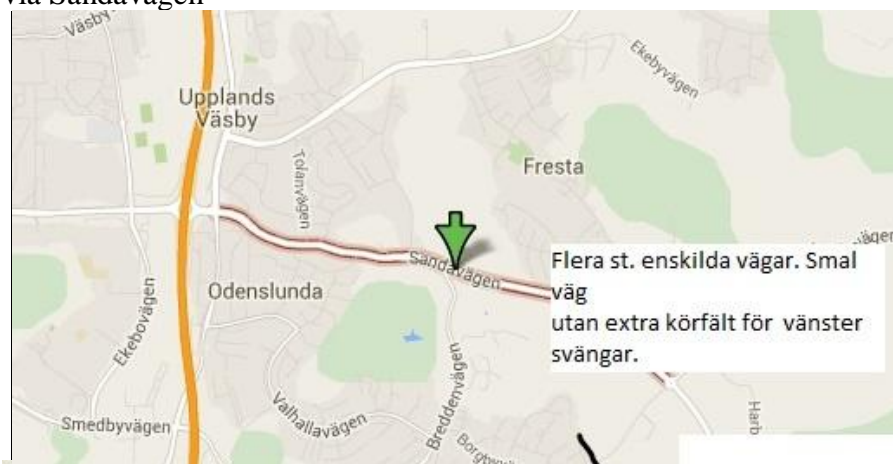 via Sandavägen
Väsby
Ekebyvägen
Upplands
Väsby
Tolanvägen
Fresta
Sandavägen
Flera st. enskilda vägar. Smal
väg
utan extra körfält för vänster
svängar.
Odenslunda
Ekebovägen
Breddenvägen
Valhallavägen
Smedbyvägen